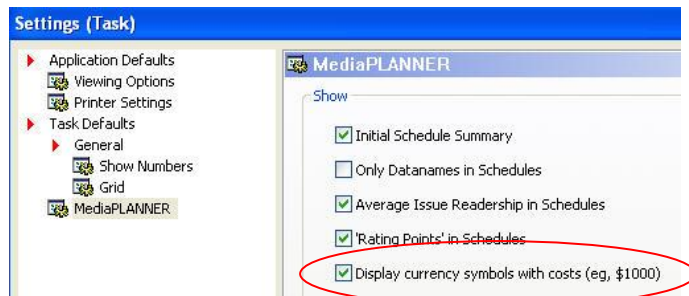 Settings (Task)
Application Defaults
Viewing Options
Printer Settings
Task Defaults
General
Show Numbers
Grid
MediaPLANNER
MediaPLANNER
Show
Initial Schedule Summary
Only Datanames in Schedules
Average Issue Readership in Schedules
'Rating Points' in Schedules
Display currency symbols with costs (eg, $1000)